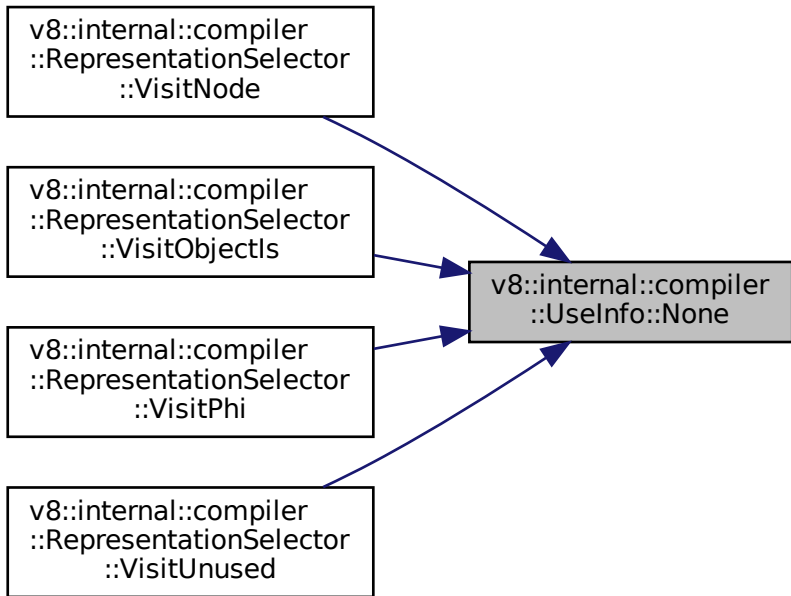 v8::internal::compiler
::RepresentationSelector
::VisitNode
v8::internal::compiler
::RepresentationSelector
::VisitObjectIs
v8::internal::compiler
::UseInfo::None
v8::internal::compiler
::RepresentationSelector
::VisitPhi
v8::internal::compiler
::RepresentationSelector
::VisitUnused